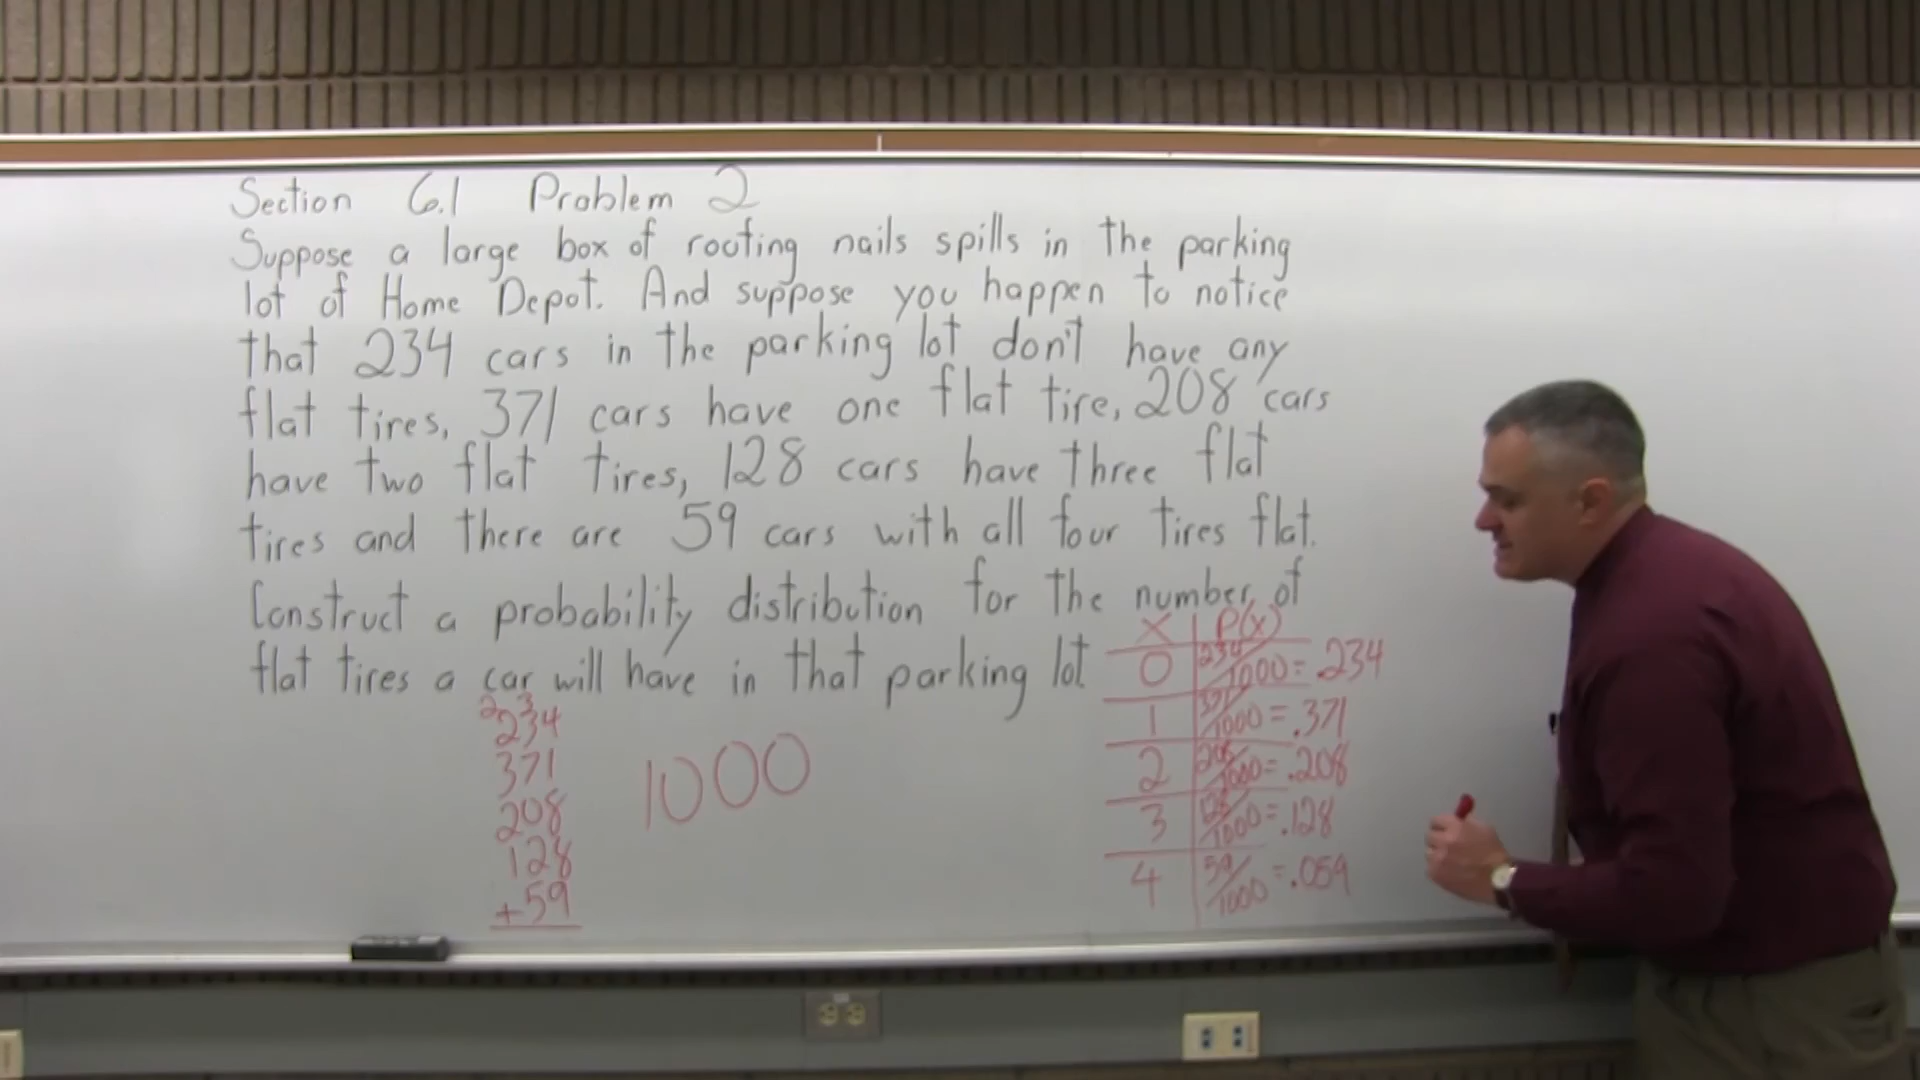 Section 6.1 Problem 2
Suppose a large box of roofing nails spills in the parking
lot of Home Depot. And suppose you happen to notice
that 234 cars in the parking lot don't have any
flat tires, 371 cars have one flat tire, 208 cars
have two flat tires, 128 cars have three flat
tires and there are 59 cars with all four tires flat.
Construct a probability distribution for the number of
flat tires a car will have in that parking lot
x P(x)
0 234/1000 = .234
1 371/1000 = .371
2 208/1000 = .208
3 128/1000 = .128
4 59/1000 = .059
2 3
234
371
208
128
+59
1000